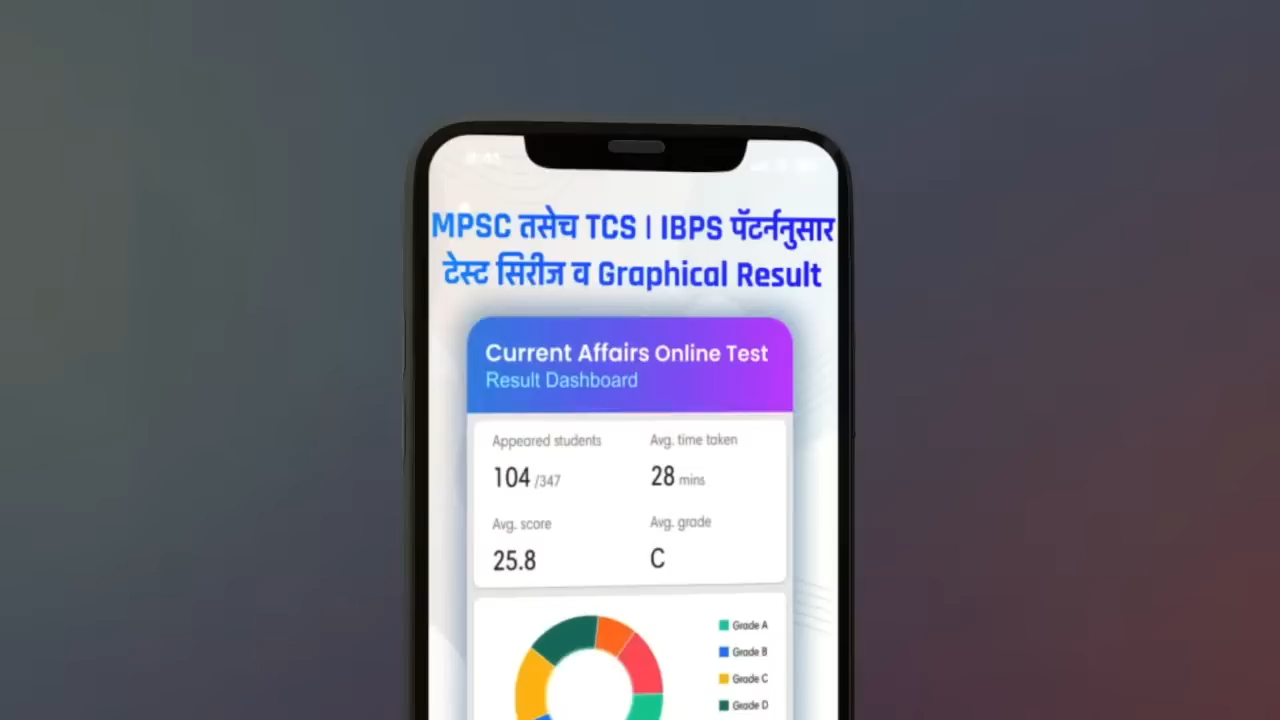 MPSC तसेच TCS | IBPS पॅटर्ननुसार
टेस्ट सिरीज व Graphical Result
Current Affairs Online Test
Result Dashboard
Appeared students
Avg. time taken
104 /347
28 mins
Avg. score
Avg. grade
25.8
C
Grade A
Grade B
Grade C
Grade D